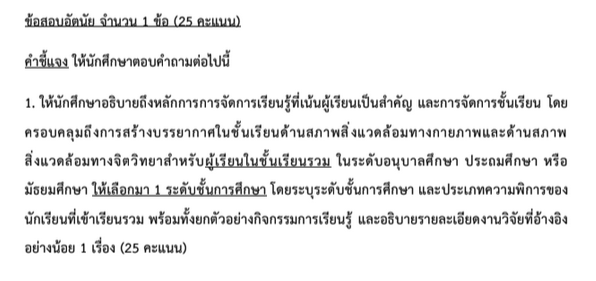 ข้อสอบอัตนัย จำนวน 1 ข้อ (25 คะแนน)
คำชี้แจง ให้นักศึกษาตอบคำถามต่อไปนี้
1. ให้นักศึกษาอธิบายถึงหลักการการจัดการเรียนรู้ที่เน้นผู้เรียนเป็นสำคัญ และการจัดการชั้นเรียน โดย
ครอบคลุมถึงการสร้างบรรยากาศในชั้นเรียนด้านสภาพสิ่งแวดล้อมทางกายภาพและด้านสภาพ
สิ่งแวดล้อมทางจิตวิทยาสำหรับผู้เรียนในชั้นเรียนรวม ในระดับอนุบาลศึกษา ประถมศึกษา หรือ
มัธยมศึกษา ให้เลือกมา 1 ระดับชั้นการศึกษา โดยระบุระดับชั้นการศึกษา และประเภทความพิการของ
นักเรียนที่เข้าเรียนรวม พร้อมทั้งยกตัวอย่างกิจกรรมการเรียนรู้ และอธิบายรายละเอียดงานวิจัยที่อ้างอิง
อย่างน้อย 1 เรื่อง (25 คะแนน)